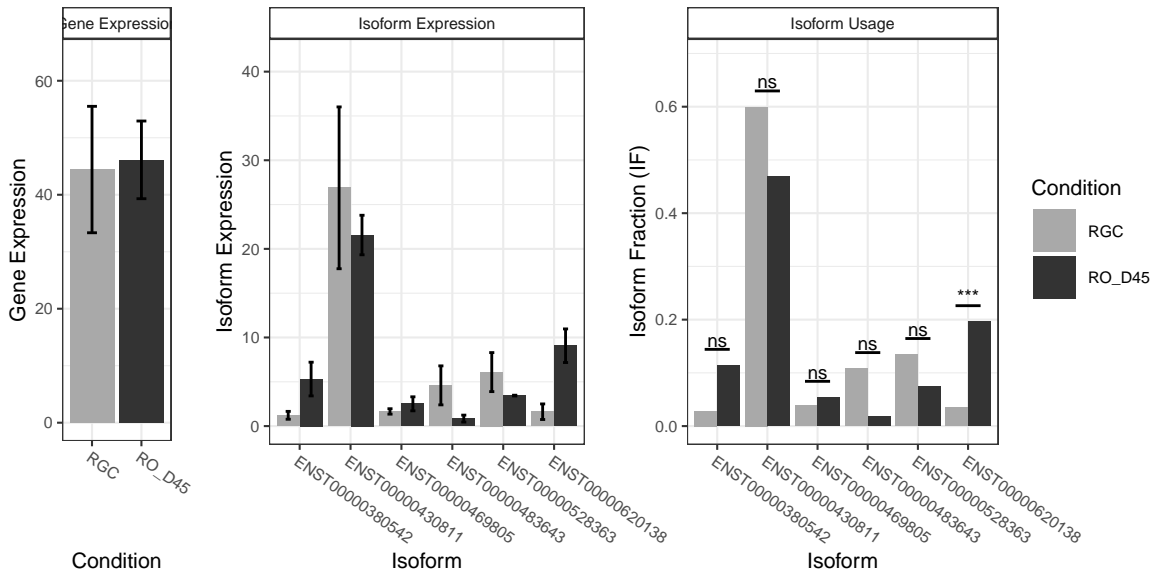 Gene Expression
Gene Expression
60
40
20
0
RGC
RO_D45
Condition
Isoform Expression
Isoform Expression
40
30
20
10
0
ENST00000380542
ENST00000430811
ENST00000469805
ENST00000483643
ENST00000528363
ENST00000620138
Isoform
Isoform Usage
Isoform Fraction (IF)
0.6
0.4
0.2
0.0
ns
ns
ns
ns
ns
***
ENST00000380542
ENST00000430811
ENST00000469805
ENST00000483643
ENST00000528363
ENST00000620138
Isoform
Condition
RGC
RO_D45